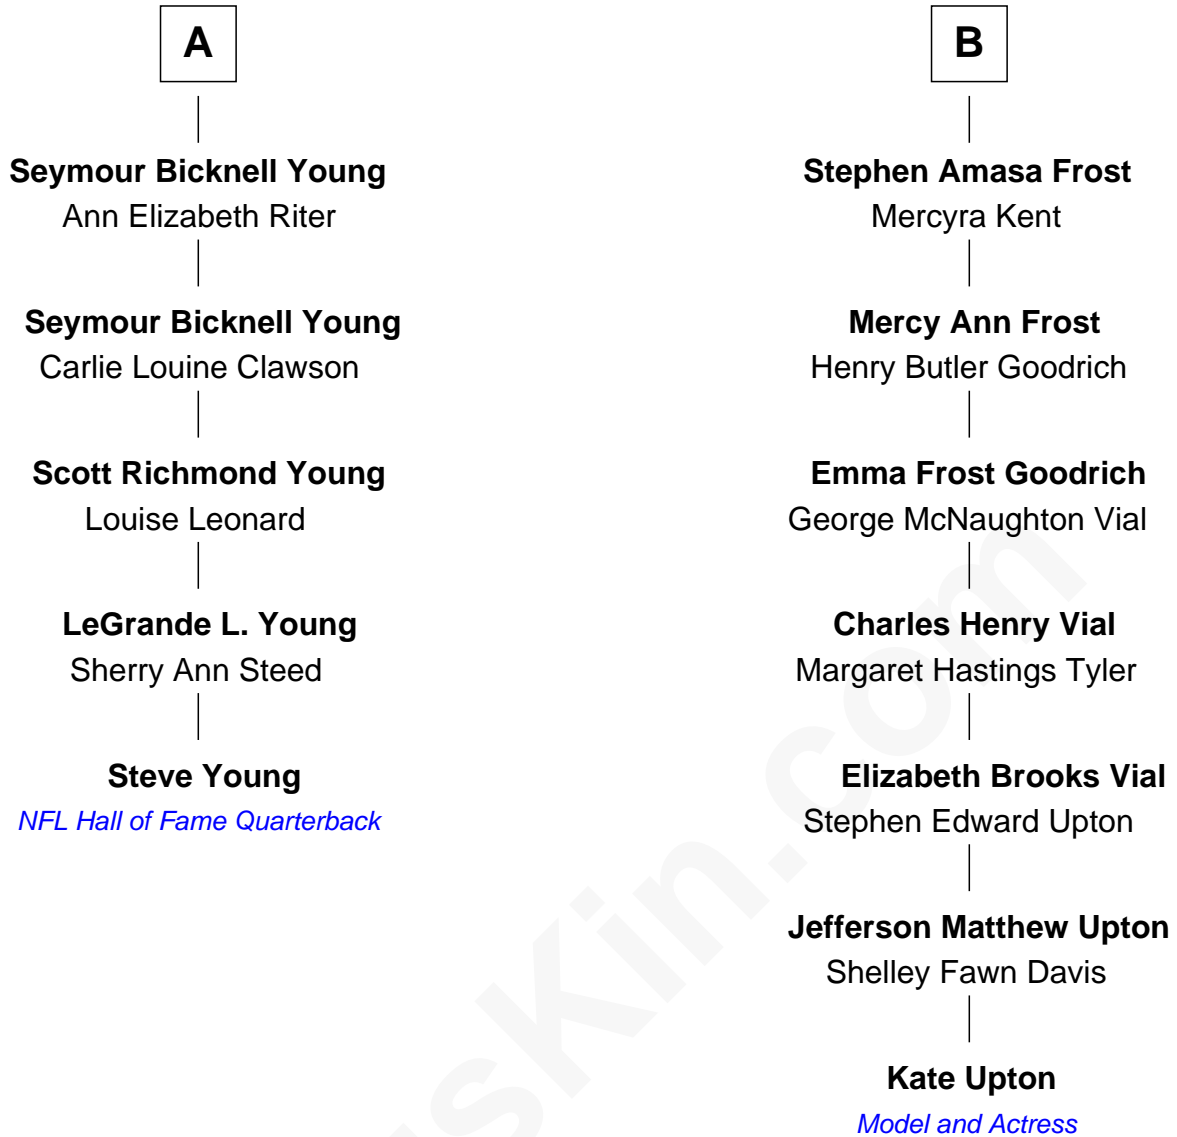 A
Seymour Bicknell Young
Ann Elizabeth Riter
Seymour Bicknell Young
Carlie Louine Clawson
Scott Richmond Young
Louise Leonard
LeGrande L. Young
Sherry Ann Steed
Steve Young
NFL Hall of Fame Quarterback
B
Stephen Amasa Frost
Mercyra Kent
Mercy Ann Frost
Henry Butler Goodrich
Emma Frost Goodrich
George McNaughton Vial
Charles Henry Vial
Margaret Hastings Tyler
Elizabeth Brooks Vial
Stephen Edward Upton
Jefferson Matthew Upton
Shelley Fawn Davis
Kate Upton
Model and Actress
sKin.com